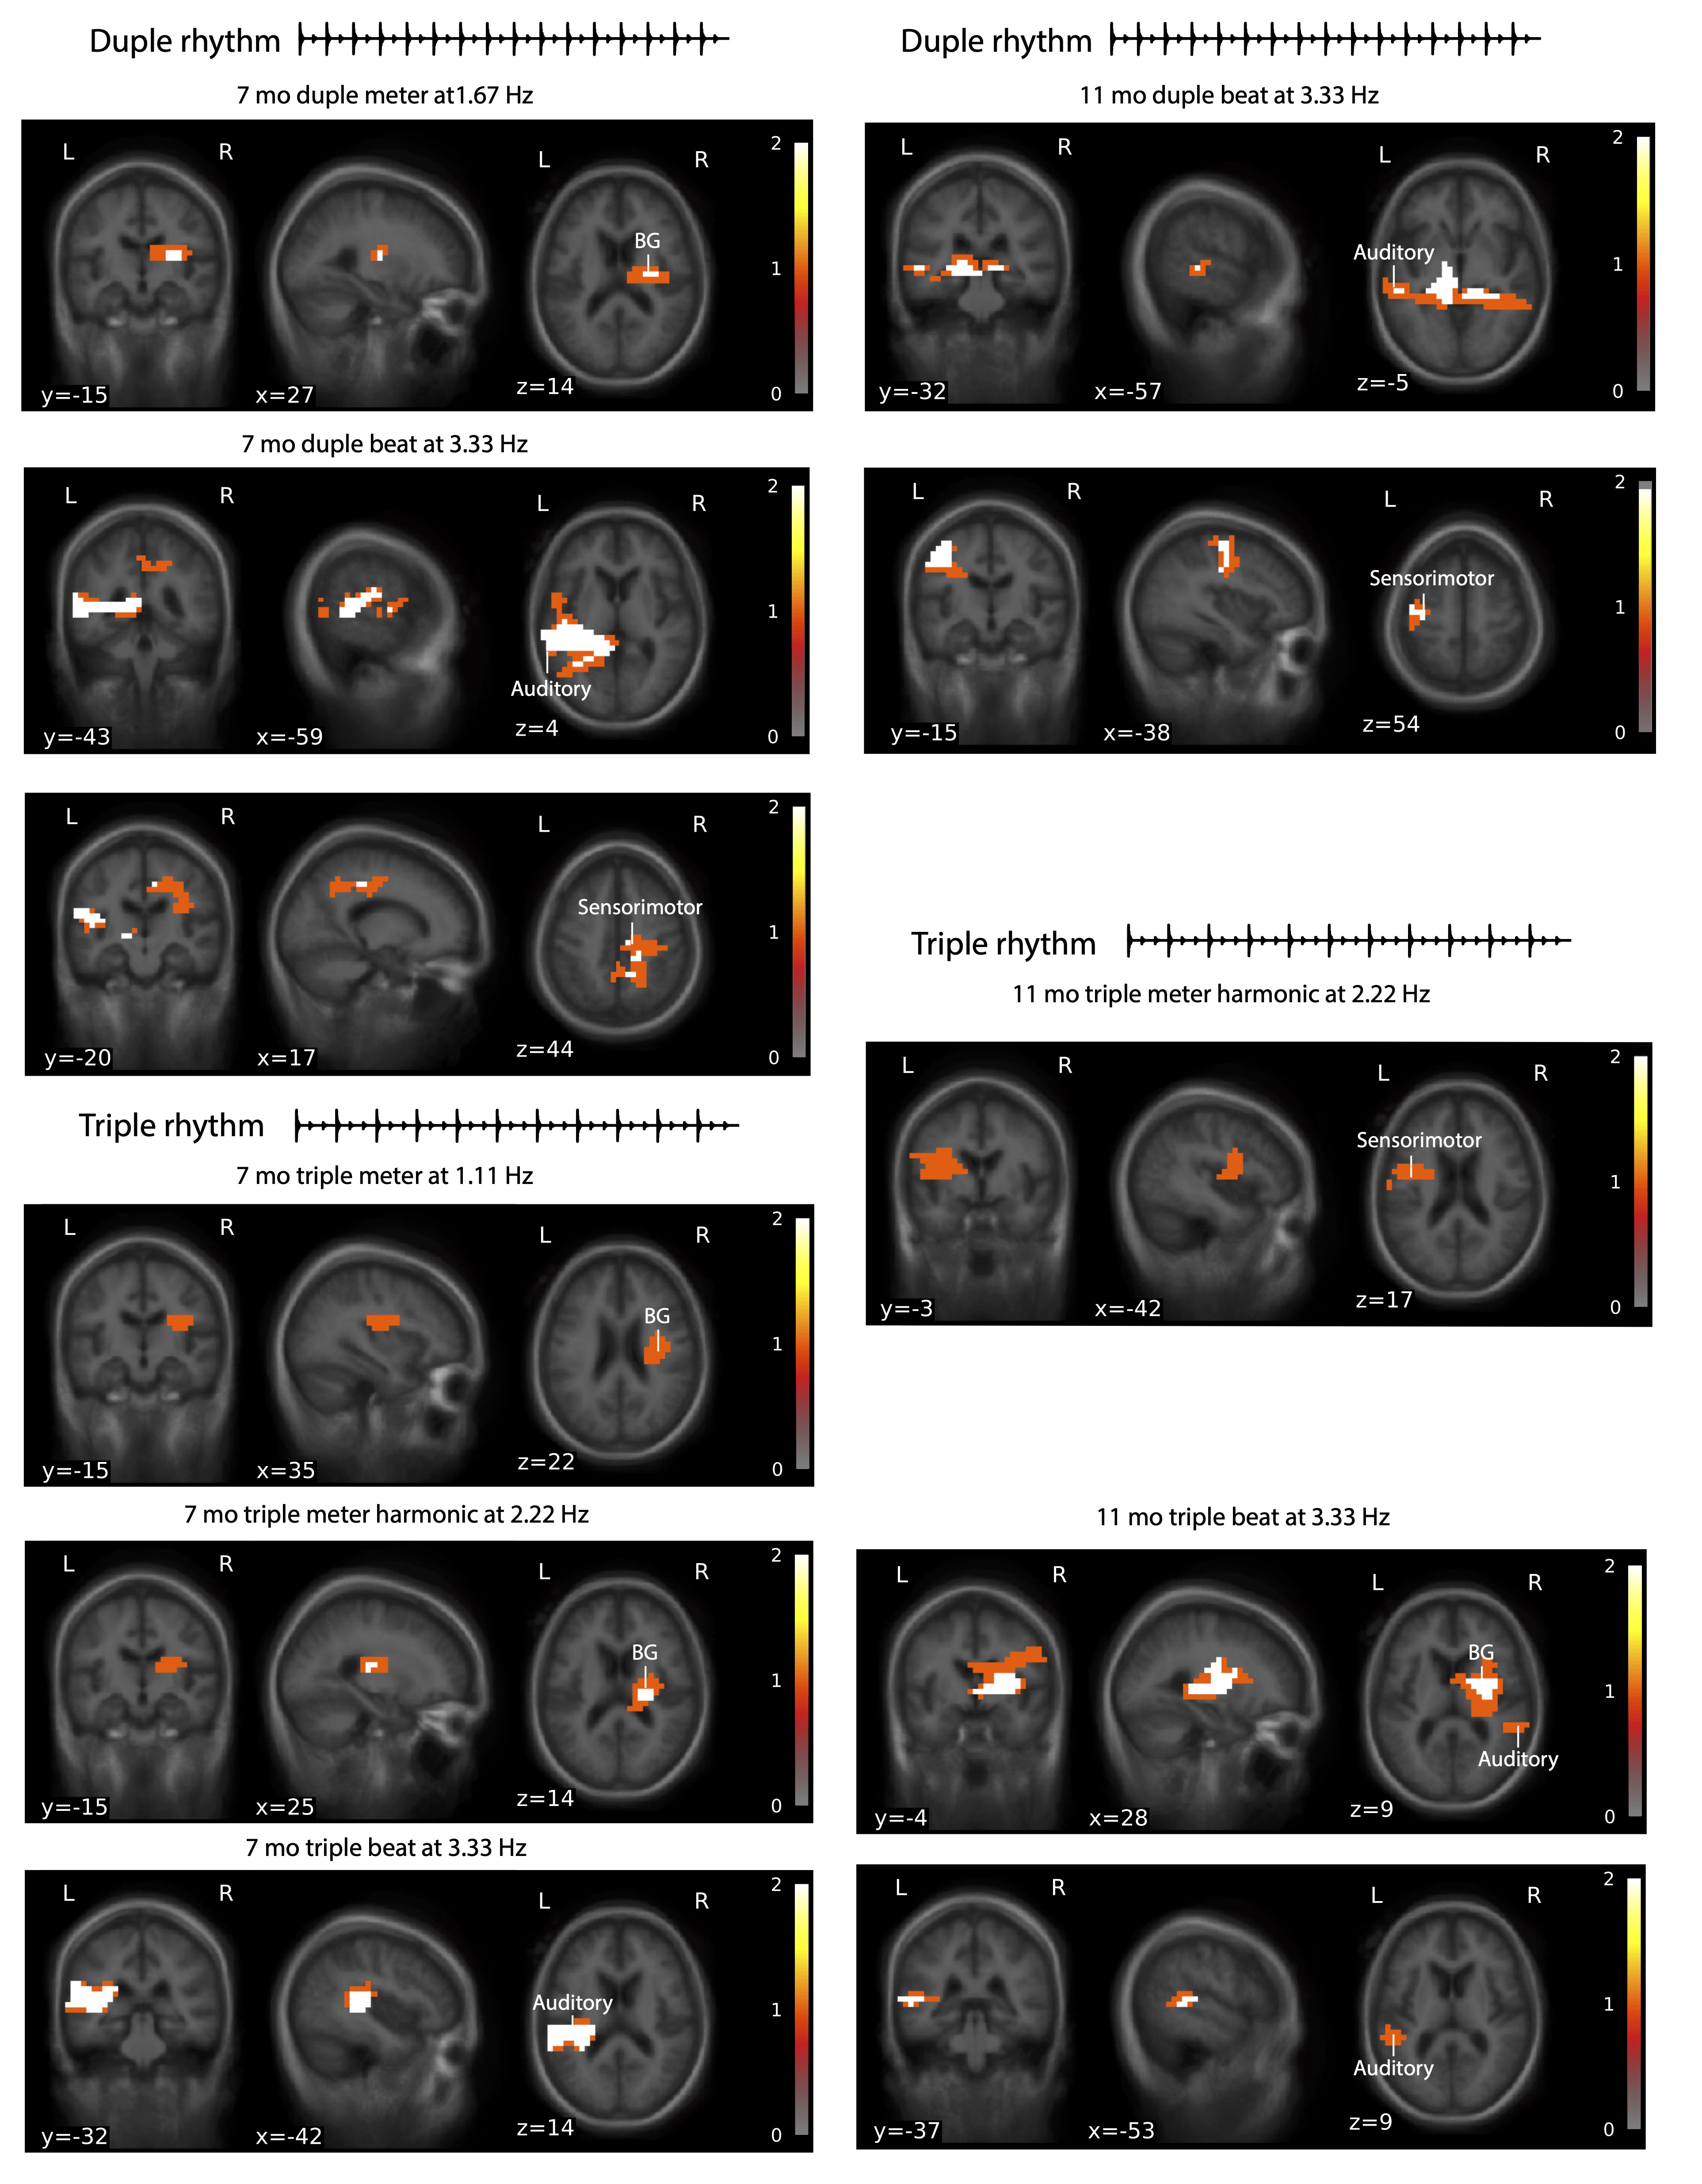 Duple rhythm
7 mo duple meter at1.67 Hz
L R L R 2
BG
1
y=-15 x=27 z=14 0
7 mo duple beat at 3.33 Hz
L R L R 2
1
Auditory
y=-43 x=-59 z=4 0
L R L R 2
Sensorimotor
1
y=-20 x=17 z=44 0
Triple rhythm
7 mo triple meter at 1.11 Hz
L R L R 2
BG
1
y=-15 x=35 z=22 0
7 mo triple meter harmonic at 2.22 Hz
L R L R 2
BG
1
y=-15 x=25 z=14 0
7 mo triple beat at 3.33 Hz
L R L R 2
Auditory
1
y=-32 x=-42 z=14 0
Duple rhythm
11 mo duple beat at 3.33 Hz
L R L R 2
Auditory
1
y=-32 x=-57 z=-5 0
L R L R 2
Sensorimotor
1
y=-15 x=-38 z=54 0
Triple rhythm
11 mo triple meter harmonic at 2.22 Hz
L R L R 2
Sensorimotor
1
y=-3 x=-42 z=17 0
11 mo triple beat at 3.33 Hz
L R L R 2
BG
1
Auditory
y=-4 x=28 z=9 0
L R L R 2
1
Auditory
y=-37 x=-53 z=9 0